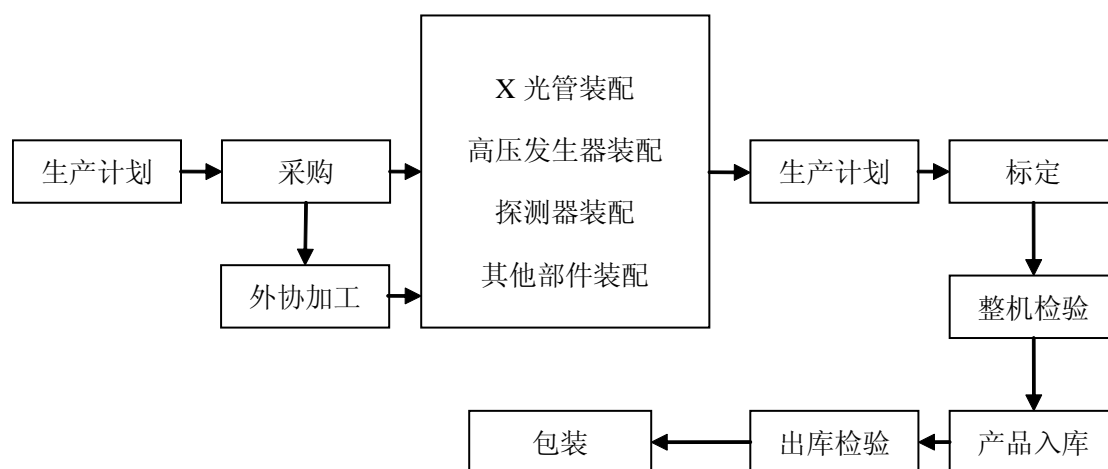 生产计划
采购
外协加工
X 光管装配
高压发生器装配
探测器装配
其他部件装配
生产计划
标定
整机检验
产品入库
出库检验
包装